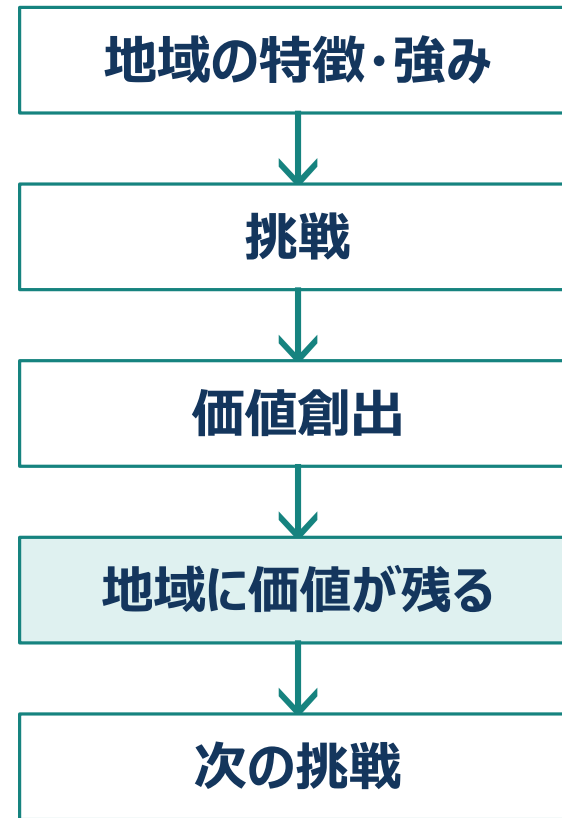 地域の特徴・強み
挑戦
価値創出
地域に価値が残る
次の挑戦